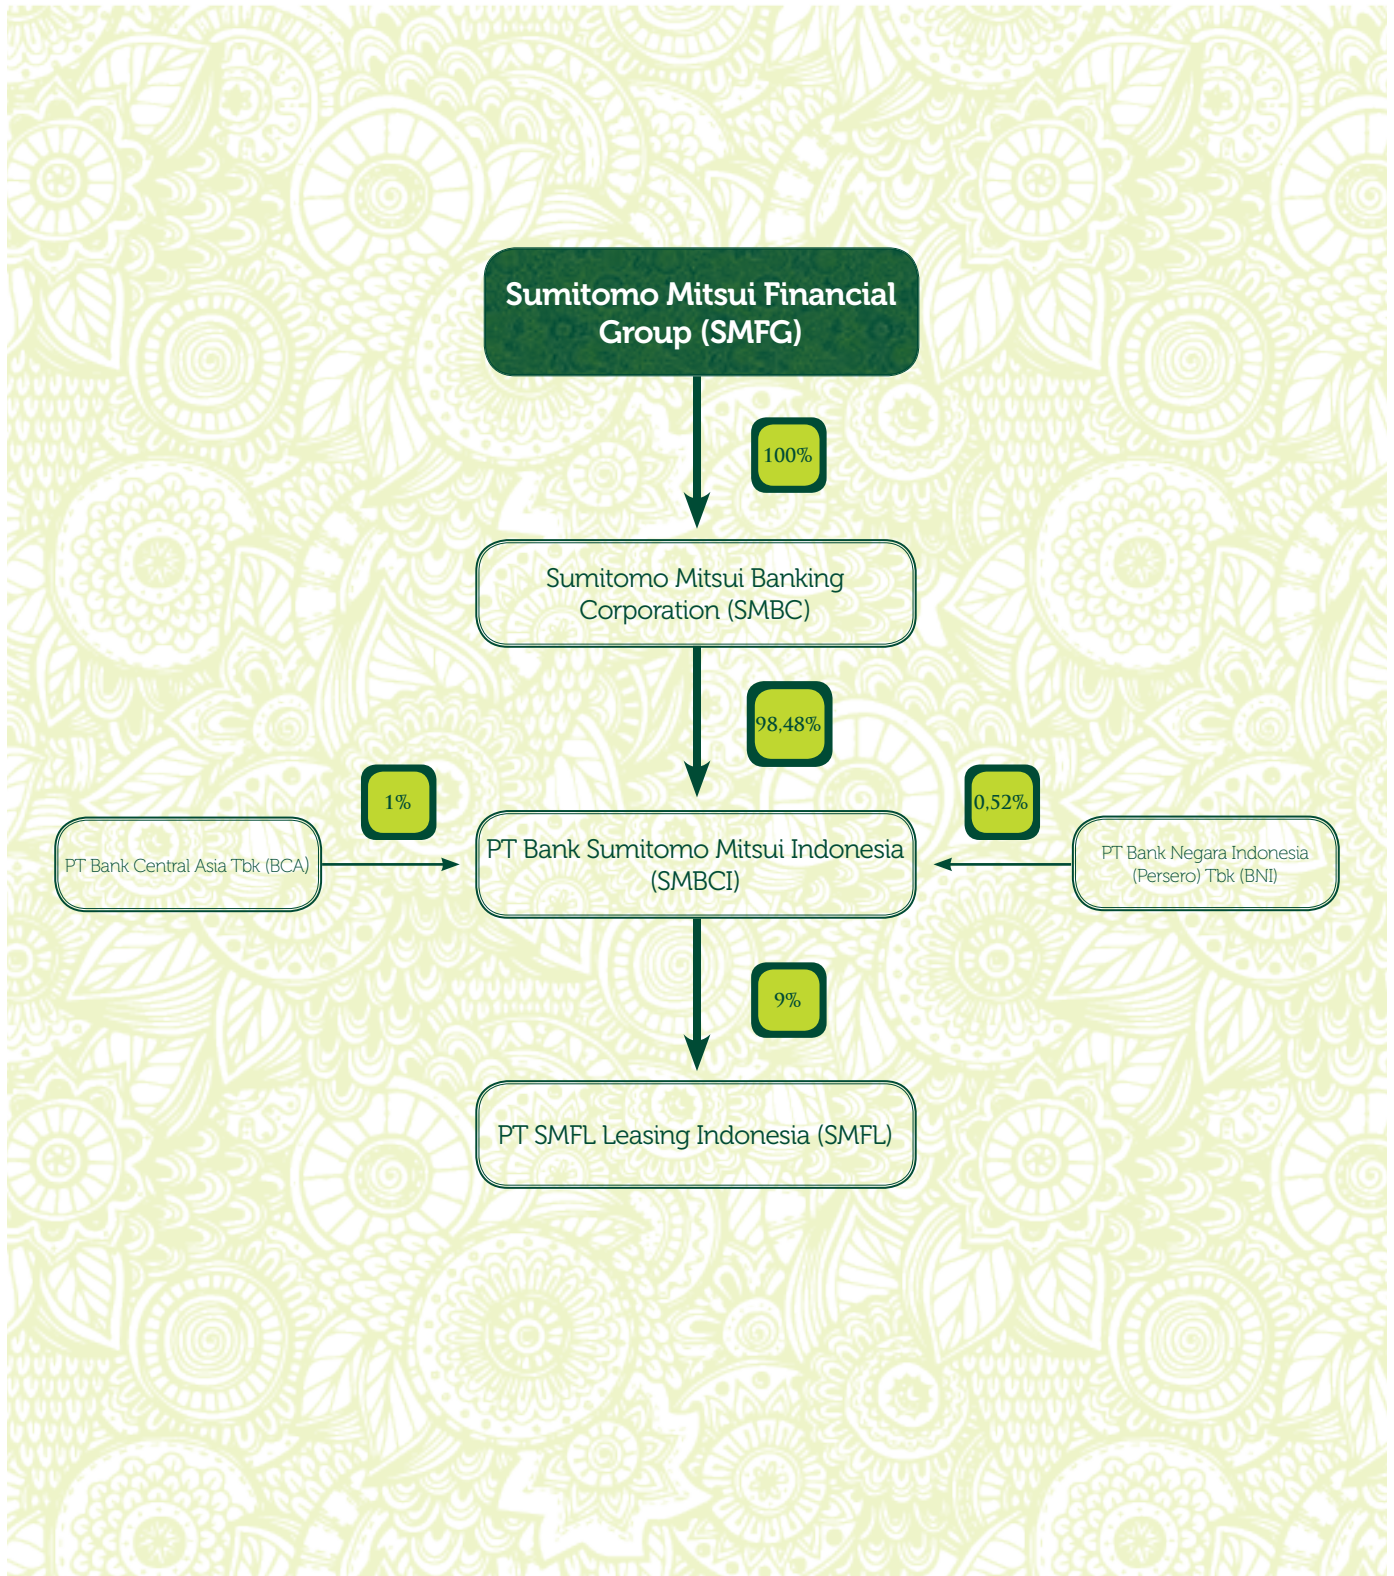 Sumitomo Mitsui Financial
Group (SMFG)
100%
Sumitomo Mitsui Banking
Corporation (SMBC)
98,48%
1%
0,52%
PT Bank Central Asia Tbk (BCA)
PT Bank Sumitomo Mitsui Indonesia
(SMBCI)
PT Bank Negara Indonesia
(Persero) Tbk (BNI)
9%
PT SMFL Leasing Indonesia (SMFL)